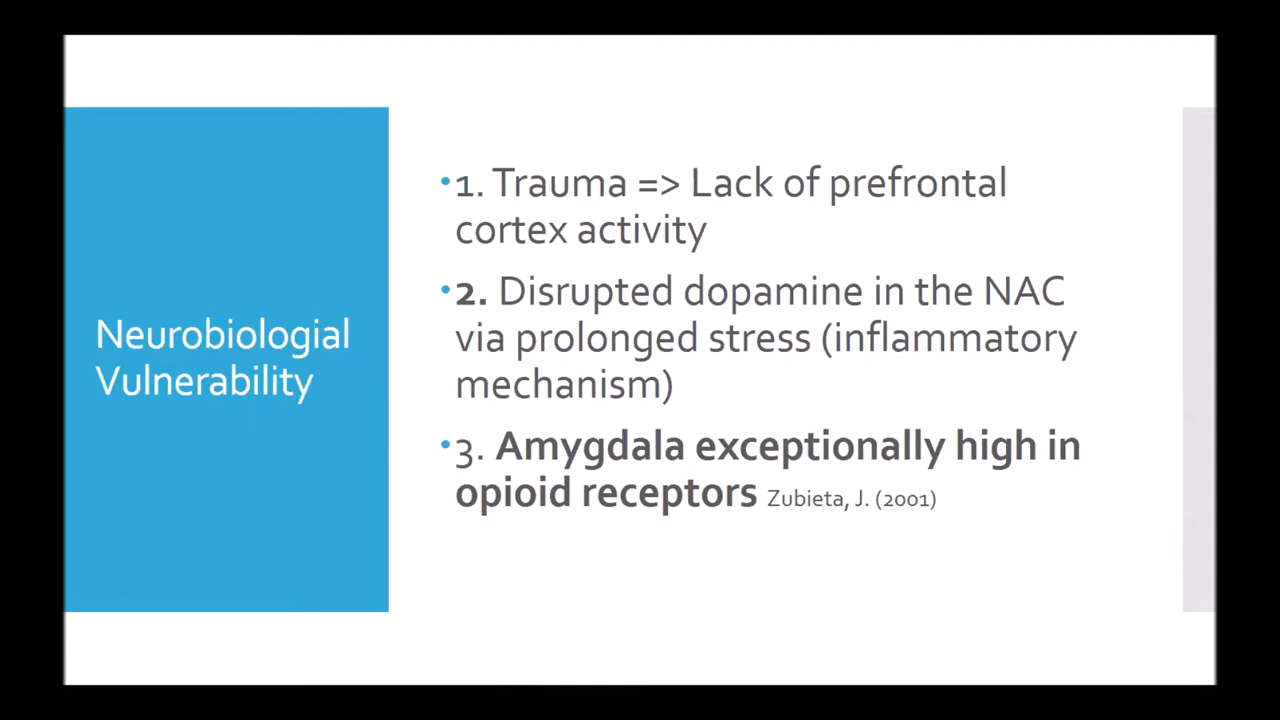 Neurobiologial
Vulnerability
•1. Trauma => Lack of prefrontal
cortex activity
•2. Disrupted dopamine in the NAC
via prolonged stress (inflammatory
mechanism)
•3. Amygdala exceptionally high in
opioid receptors Zubieta, J. (2001)